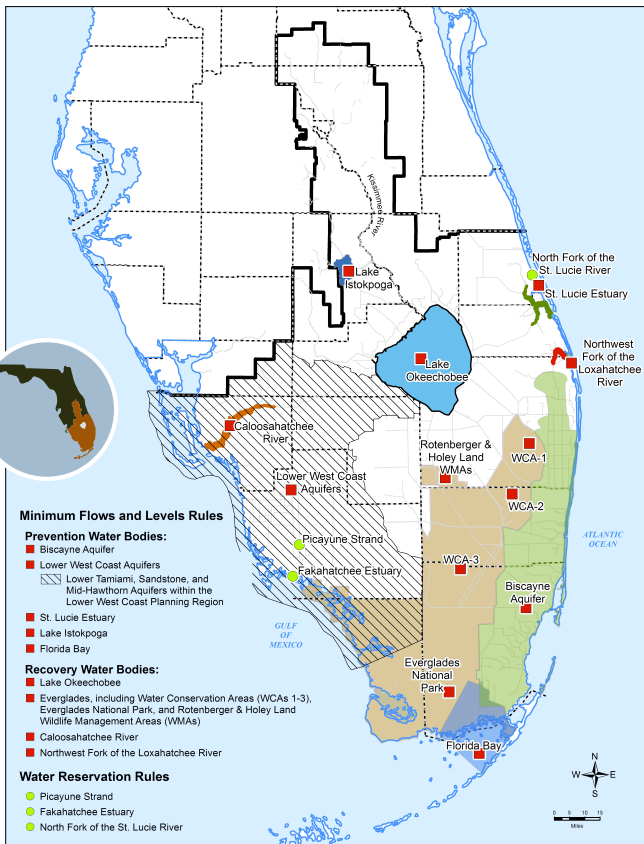 Kissimmee River
North Fork of the
St. Lucie River
St. Lucie Estuary
Lake
Istokpoga
Northwest
Fork of the
Loxahatchee
River
Lake
Okeechobee
Caloosahatchee
River
Rotenberger &
Holey Land
WMAs
WCA-1
Lower West Coast
Aquifers
WCA-2
ATLANTIC
OCEAN
Picayune Strand
Fakahatchee Estuary
WCA-3
Biscayne
Aquifer
GULF
OF
MEXICO
Everglades
National
Park
Florida Bay
Minimum Flows and Levels Rules
Prevention Water Bodies:
Biscayne Aquifer
Lower West Coast Aquifers
Lower Tamiami, Sandstone, and
Mid-Hawthorn Aquifers within the
Lower West Coast Planning Region
St. Lucie Estuary
Lake Istokpoga
Florida Bay
Recovery Water Bodies:
Lake Okeechobee
Everglades, including Water Conservation Areas (WCAs 1-3),
Everglades National Park, and Rotenberger & Holey Land
Wildlife Management Areas (WMAs)
Caloosahatchee River
Northwest Fork of the Loxahatchee River
Water Reservation Rules
Picayune Strand
Fakahatchee Estuary
North Fork of the St. Lucie River
N
W E
S
0 5 10 15
Miles